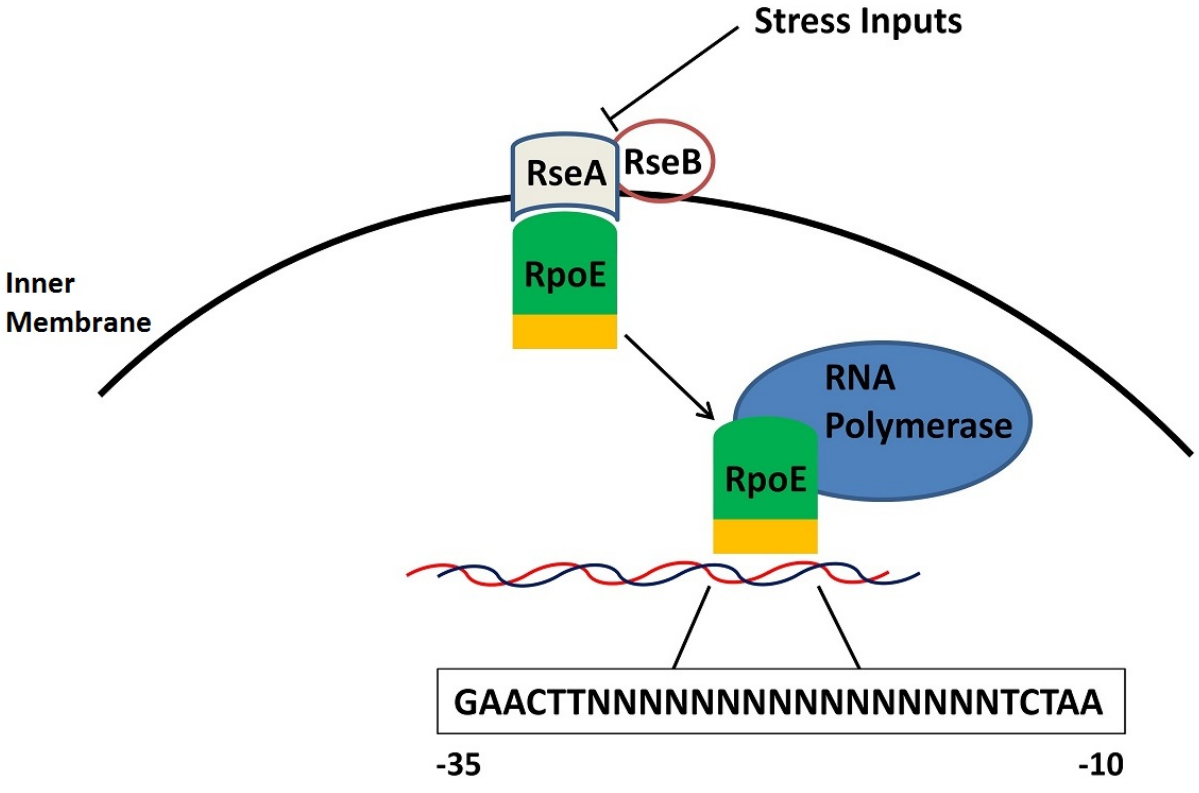 Stress Inputs
RseA
RseB
RpoE
Inner
Membrane
RNA
Polymerase
RpoE
GAACTTNNNNNNNNNNNNNNNNTCTAA
-35
-10